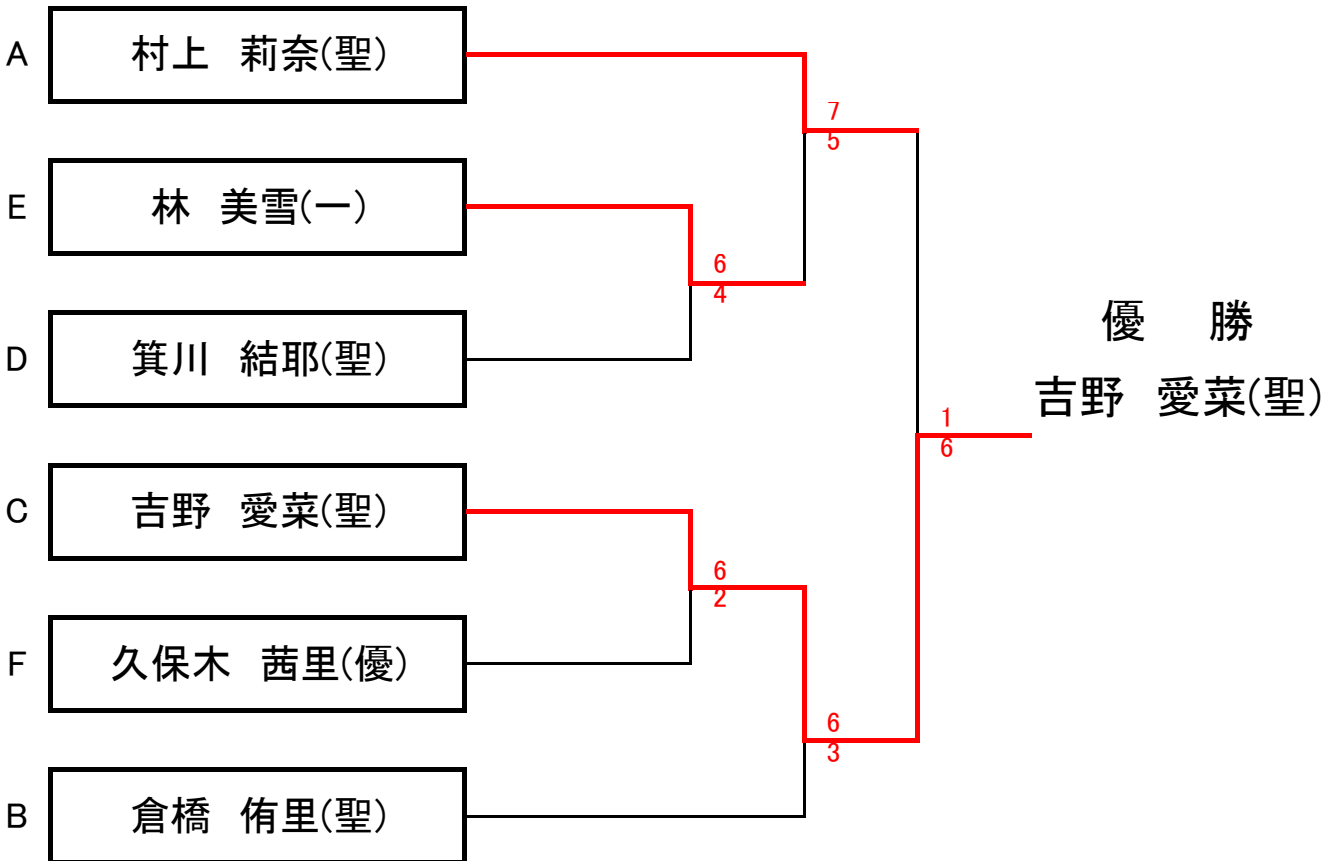 A
村上　莉奈(聖)
7
5
E
林　美雪(一)
6
4
D
箕川　結耶(聖)
優　勝
吉野　愛菜(聖)
1
6
C
吉野　愛菜(聖)
6
2
F
久保木　茜里(優)
6
3
B
倉橋　侑里(聖)